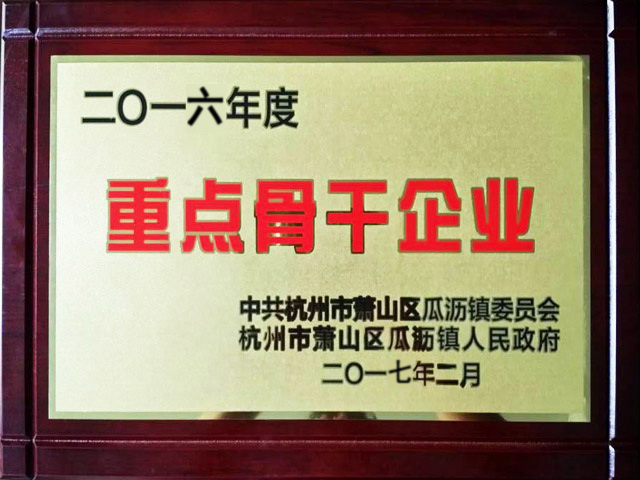 二〇一六年度
重点骨干企业
中共杭州市萧山区瓜沥镇委员会
杭州市萧山区瓜沥镇人民政府
二〇一七年二月